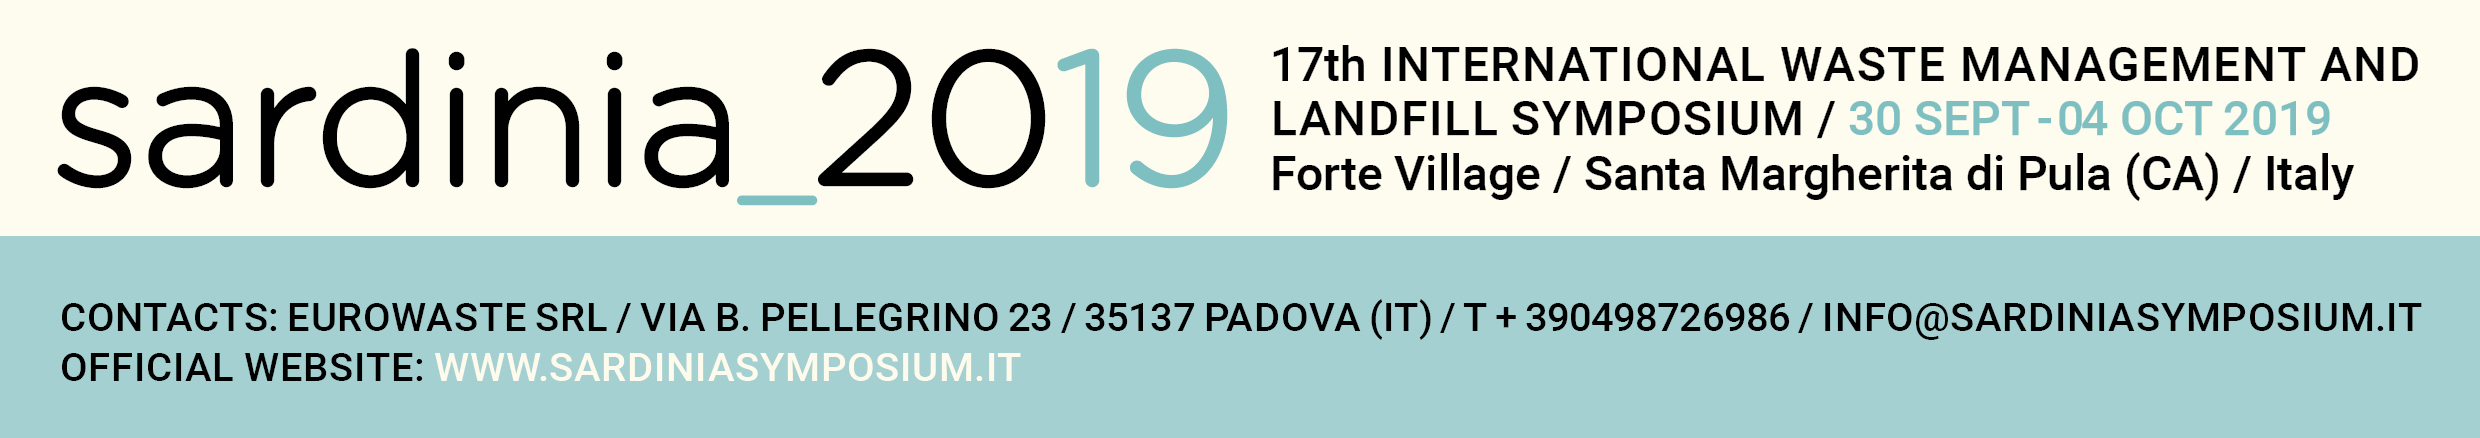 sardinia_2019
17th INTERNATIONAL WASTE MANAGEMENT AND
LANDFILL SYMPOSIUM / 30 SEPT - 04 OCT 2019
Forte Village / Santa Margherita di Pula (CA) / Italy
CONTACTS: EUROWASTE SRL / VIA B. PELLEGRINO 23 / 35137 PADOVA (IT) / T + 390498726986 / INFO@SARDINIASYMPOSIUM.IT
OFFICIAL WEBSITE: WWW.SARDINIASYMPOSIUM.IT